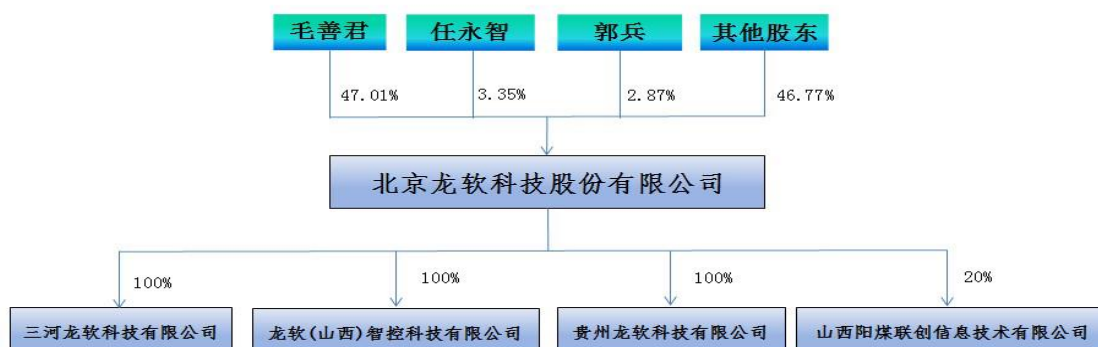 毛善君 任永智 郭兵 其他股东
47.01% 3.35% 2.87% 46.77%
北京龙软科技股份有限公司
100% 100% 100% 20%
三河龙软科技有限公司 龙软(山西)智控科技有限公司 贵州龙软科技有限公司 山西阳煤联创信息技术有限公司